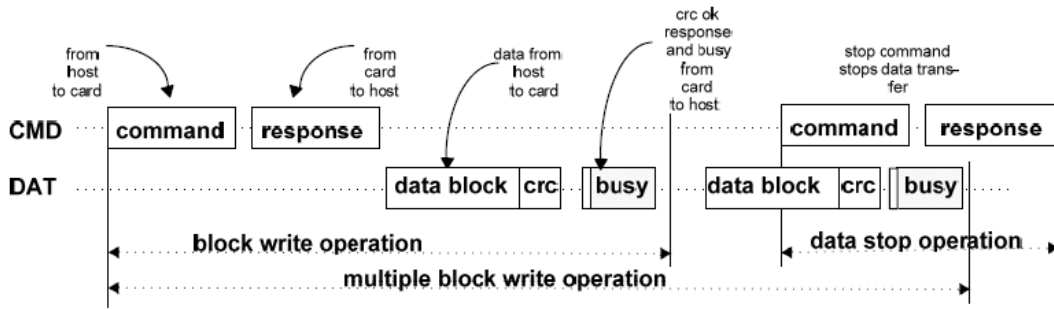 from
host
to card
from
card
to host
data from
host
to card
crc ok
response
and busy
from
card
to host
stop command
stops data trans-
fer
CMD
command
response
command
response
DAT
data block
crc
busy
data block
crc
busy
block write operation
data stop operation
multiple block write operation